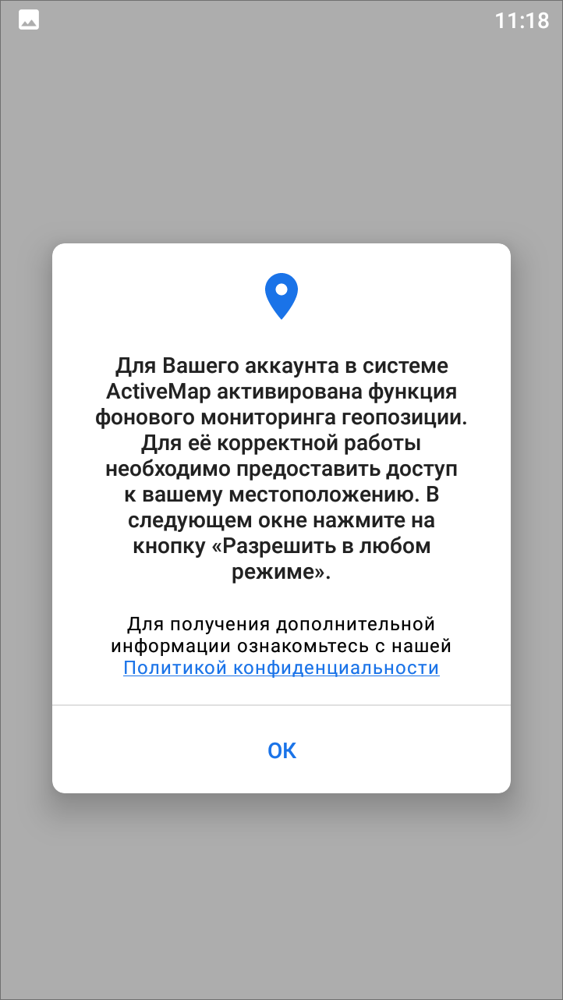 11:18
Для Вашего аккаунта в системе
ActiveMap активирована функция
фонового мониторинга геопозиции.
Для её корректной работы
необходимо предоставить доступ
к вашему местоположению. В
следующем окне нажмите на
кнопку «Разрешить в любом
режиме».
Для получения дополнительной
информации ознакомьтесь с нашей
Политикой конфиденциальности
ОК